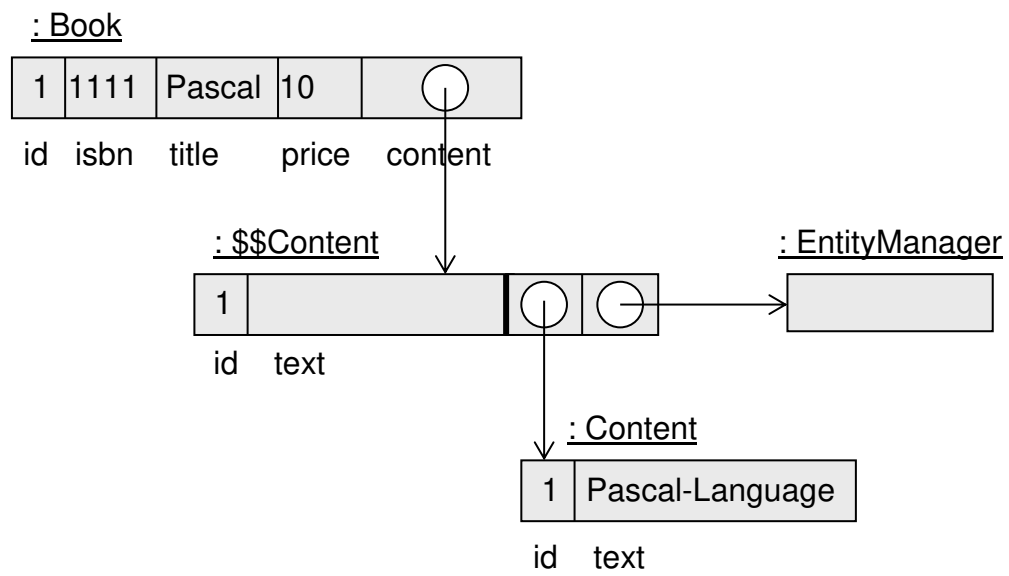 : Book
1 1111 Pascal 10
id isbn title price content
: $$Content : EntityManager
1
id text
: Content
1 Pascal-Language
id text